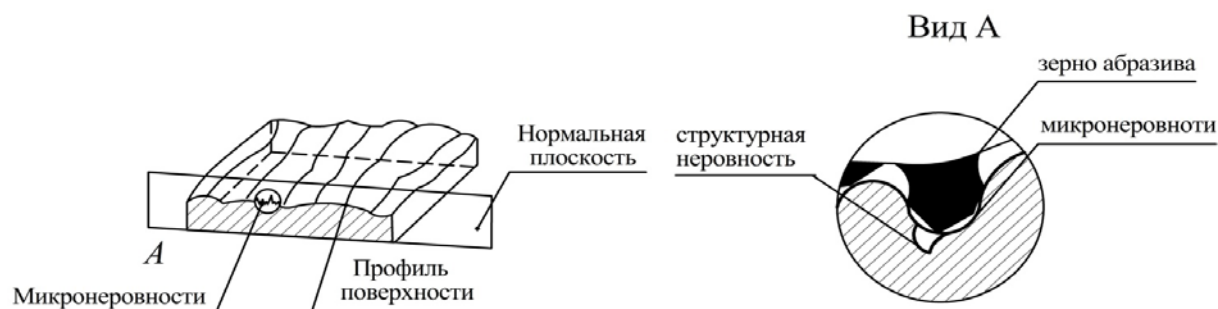 Нормальная
плоскость
А
Микронеровности
Профиль
поверхности
Вид А
зерно абразива
структурная
неровность
микронеровноти